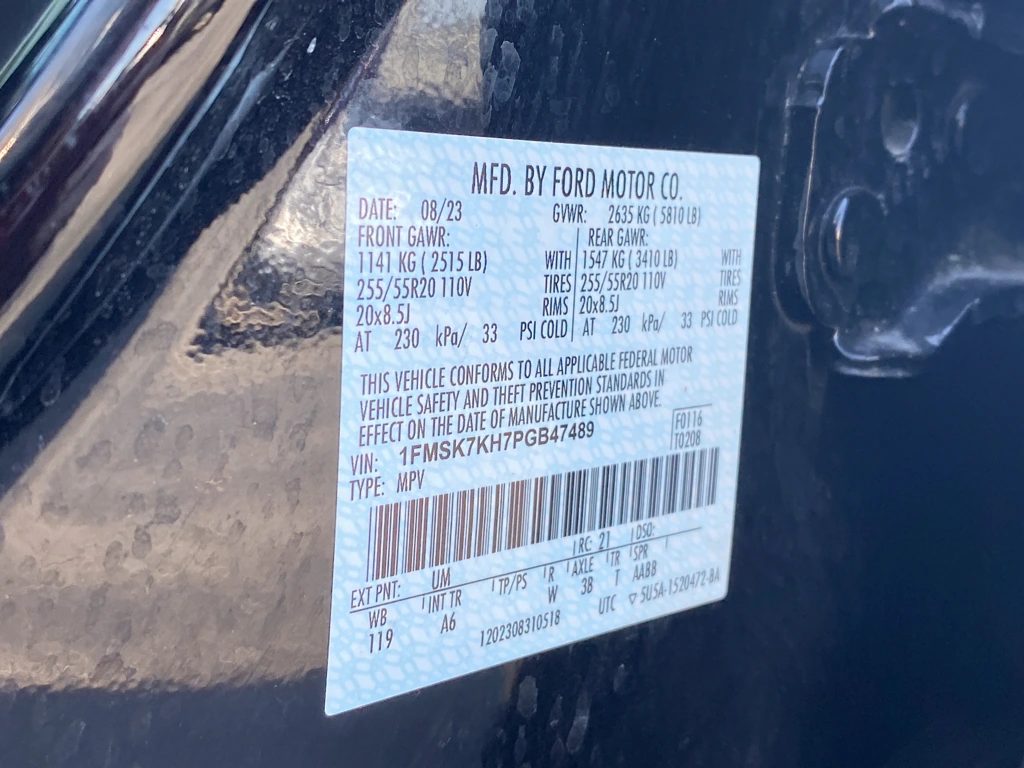 MFD. BY FORD MOTOR CO.
DATE: 08/23 GVWR: 2635 KG ( 5810 LB)
FRONT GAWR: REAR GAWR:
1141 KG ( 2515 LB) WITH 1547 KG ( 3410 LB) WITH
255/55R20 110V TIRES 255/55R20 110V TIRES
20x8.5J RIMS 20x8.5J RIMS
AT 230 kPa/ 33 PSI COLD AT 230 kPa/ 33 PSI COLD
THIS VEHICLE CONFORMS TO ALL APPLICABLE FEDERAL MOTOR
VEHICLE SAFETY AND THEFT PREVENTION STANDARDS IN
EFFECT ON THE DATE OF MANUFACTURE SHOWN ABOVE.
F0116
VIN: 1FMSK7KH7PGB47489
T0208
TYPE: MPV
EXT PNT: UM RC: 21 DSO:
WB INT TR TP/PS R AXLE TR SPR
119 A6 W 3B T AABB
1202308310518 UTC ▽ 5U5A-1520472-BA